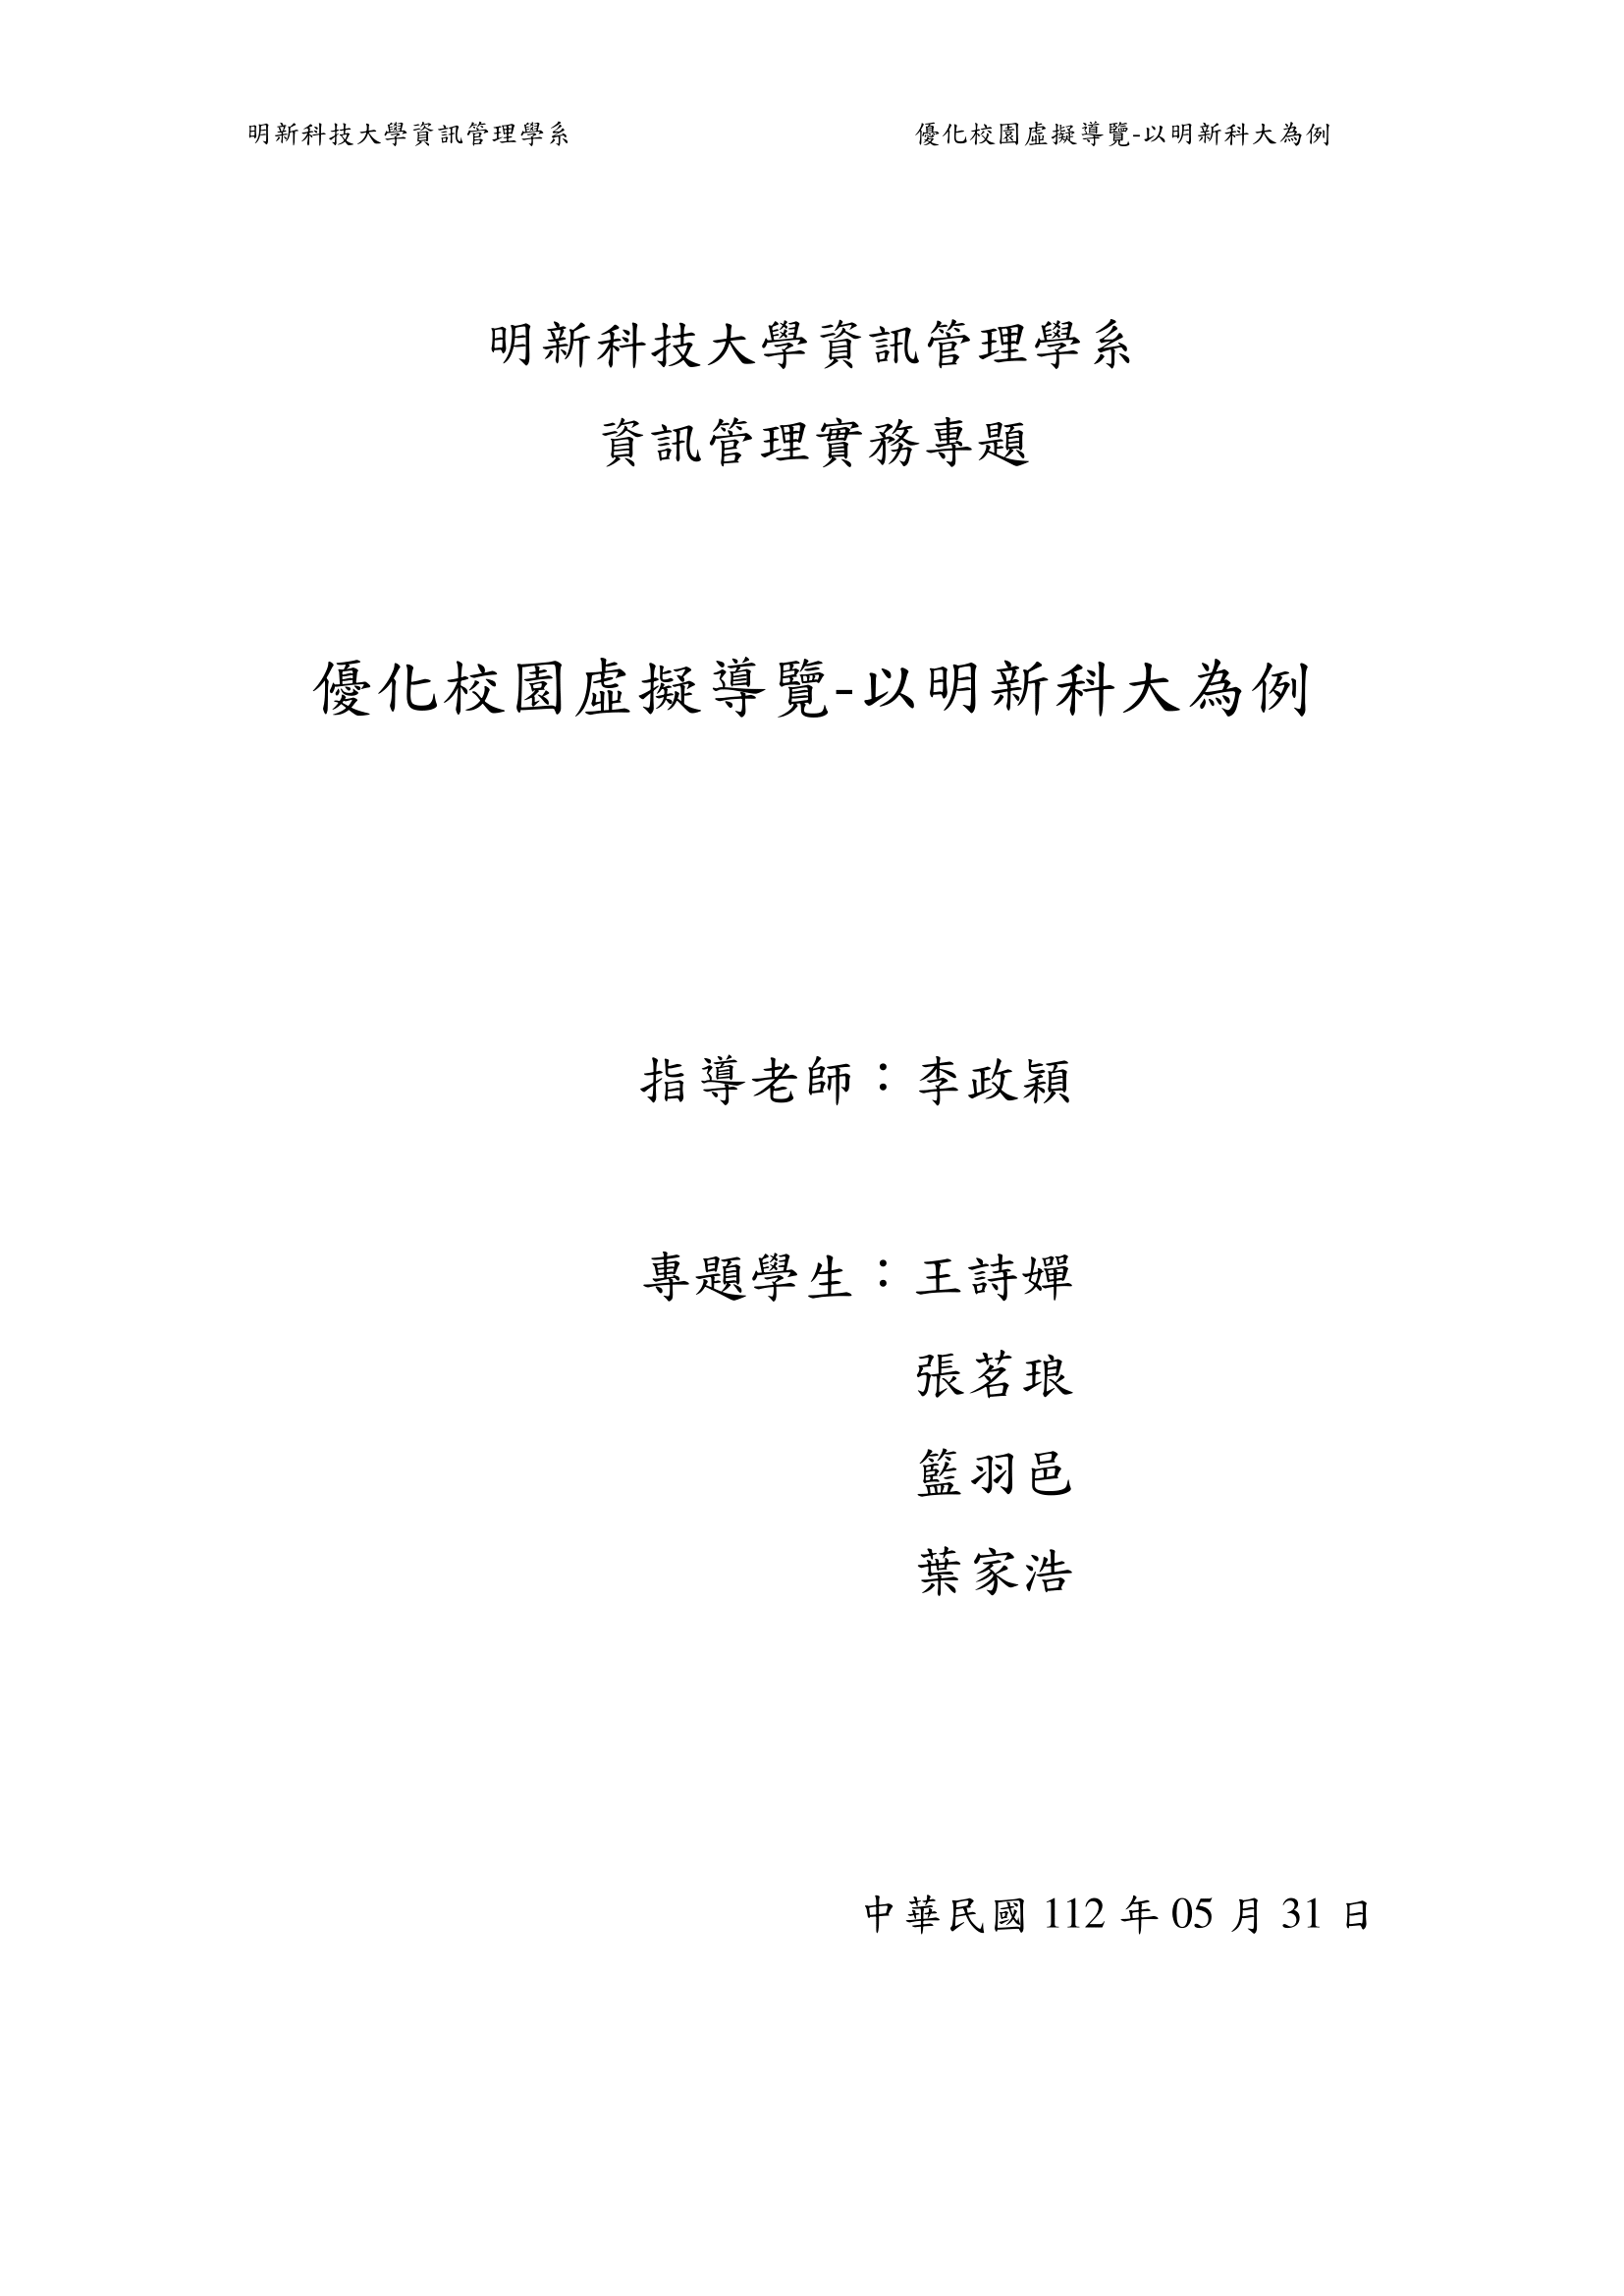 明新科技大學資訊管理學系 優化校園虛擬導覽-以明新科大為例
明新科技大學資訊管理學系
資訊管理實務專題
優化校園虛擬導覽-以明新科大為例
指導老師：李政穎
專題學生：王詩嬋
張茗琅
籃羽邑
葉家浩
中華民國 112 年 05 月 31 日